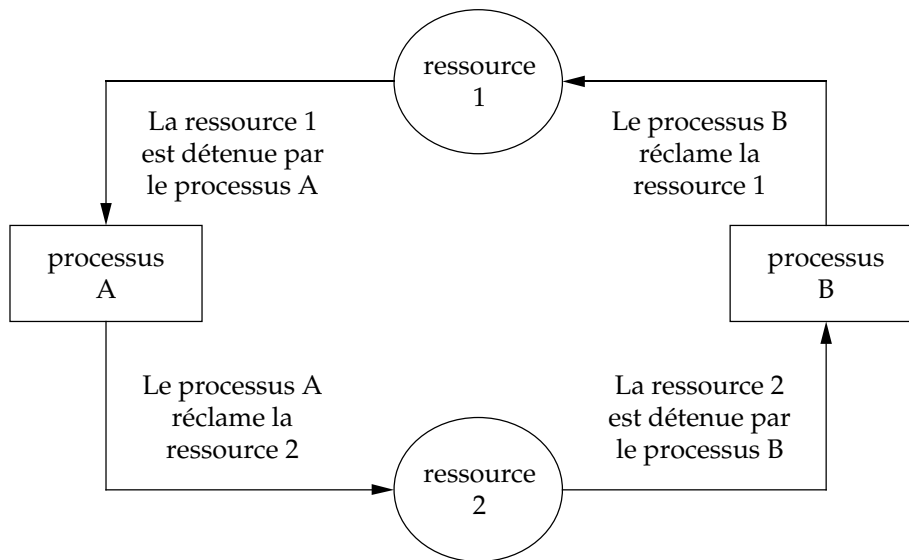 ressource
1
La ressource 1
est détenue par
le processus A
Le processus B
réclame la
ressource 1
processus
A
processus
B
Le processus A
réclame la
ressource 2
La ressource 2
est détenue par
le processus B
ressource
2